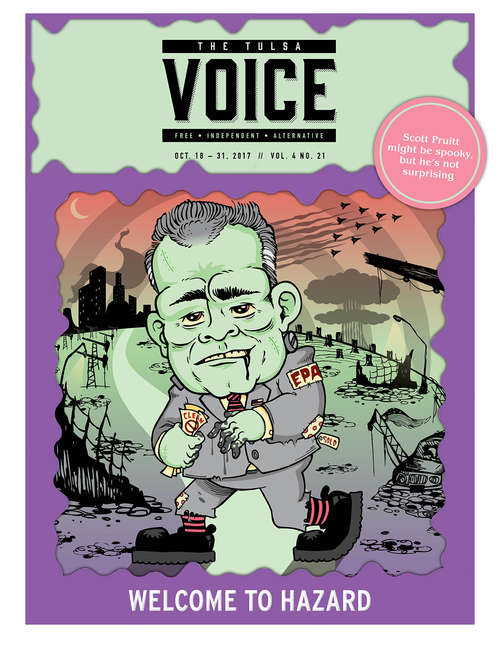 THE TULSA
VOICE
FREE • INDEPENDENT • ALTERNATIVE
OCT. 18 – 31, 2017 // VOL. 4 NO. 21
Scott Pruitt
might be spooky,
but he's not
surprising
EPA
CLEAN
WELCOME TO HAZARD